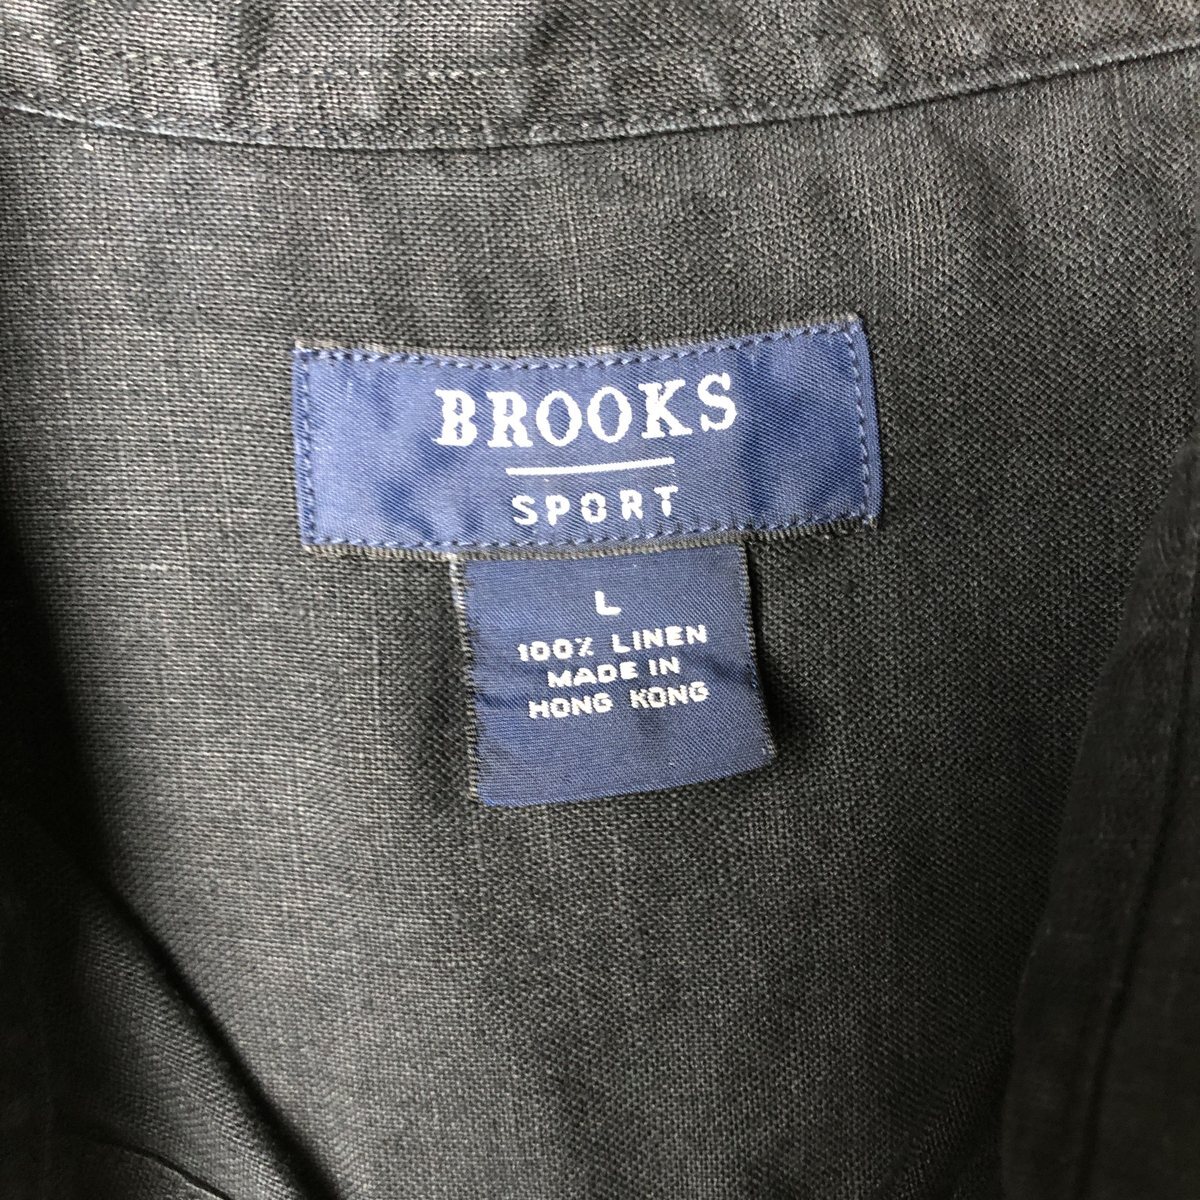 BROOKS
SPORT
L
100% LINEN
MADE IN
HONG KONG